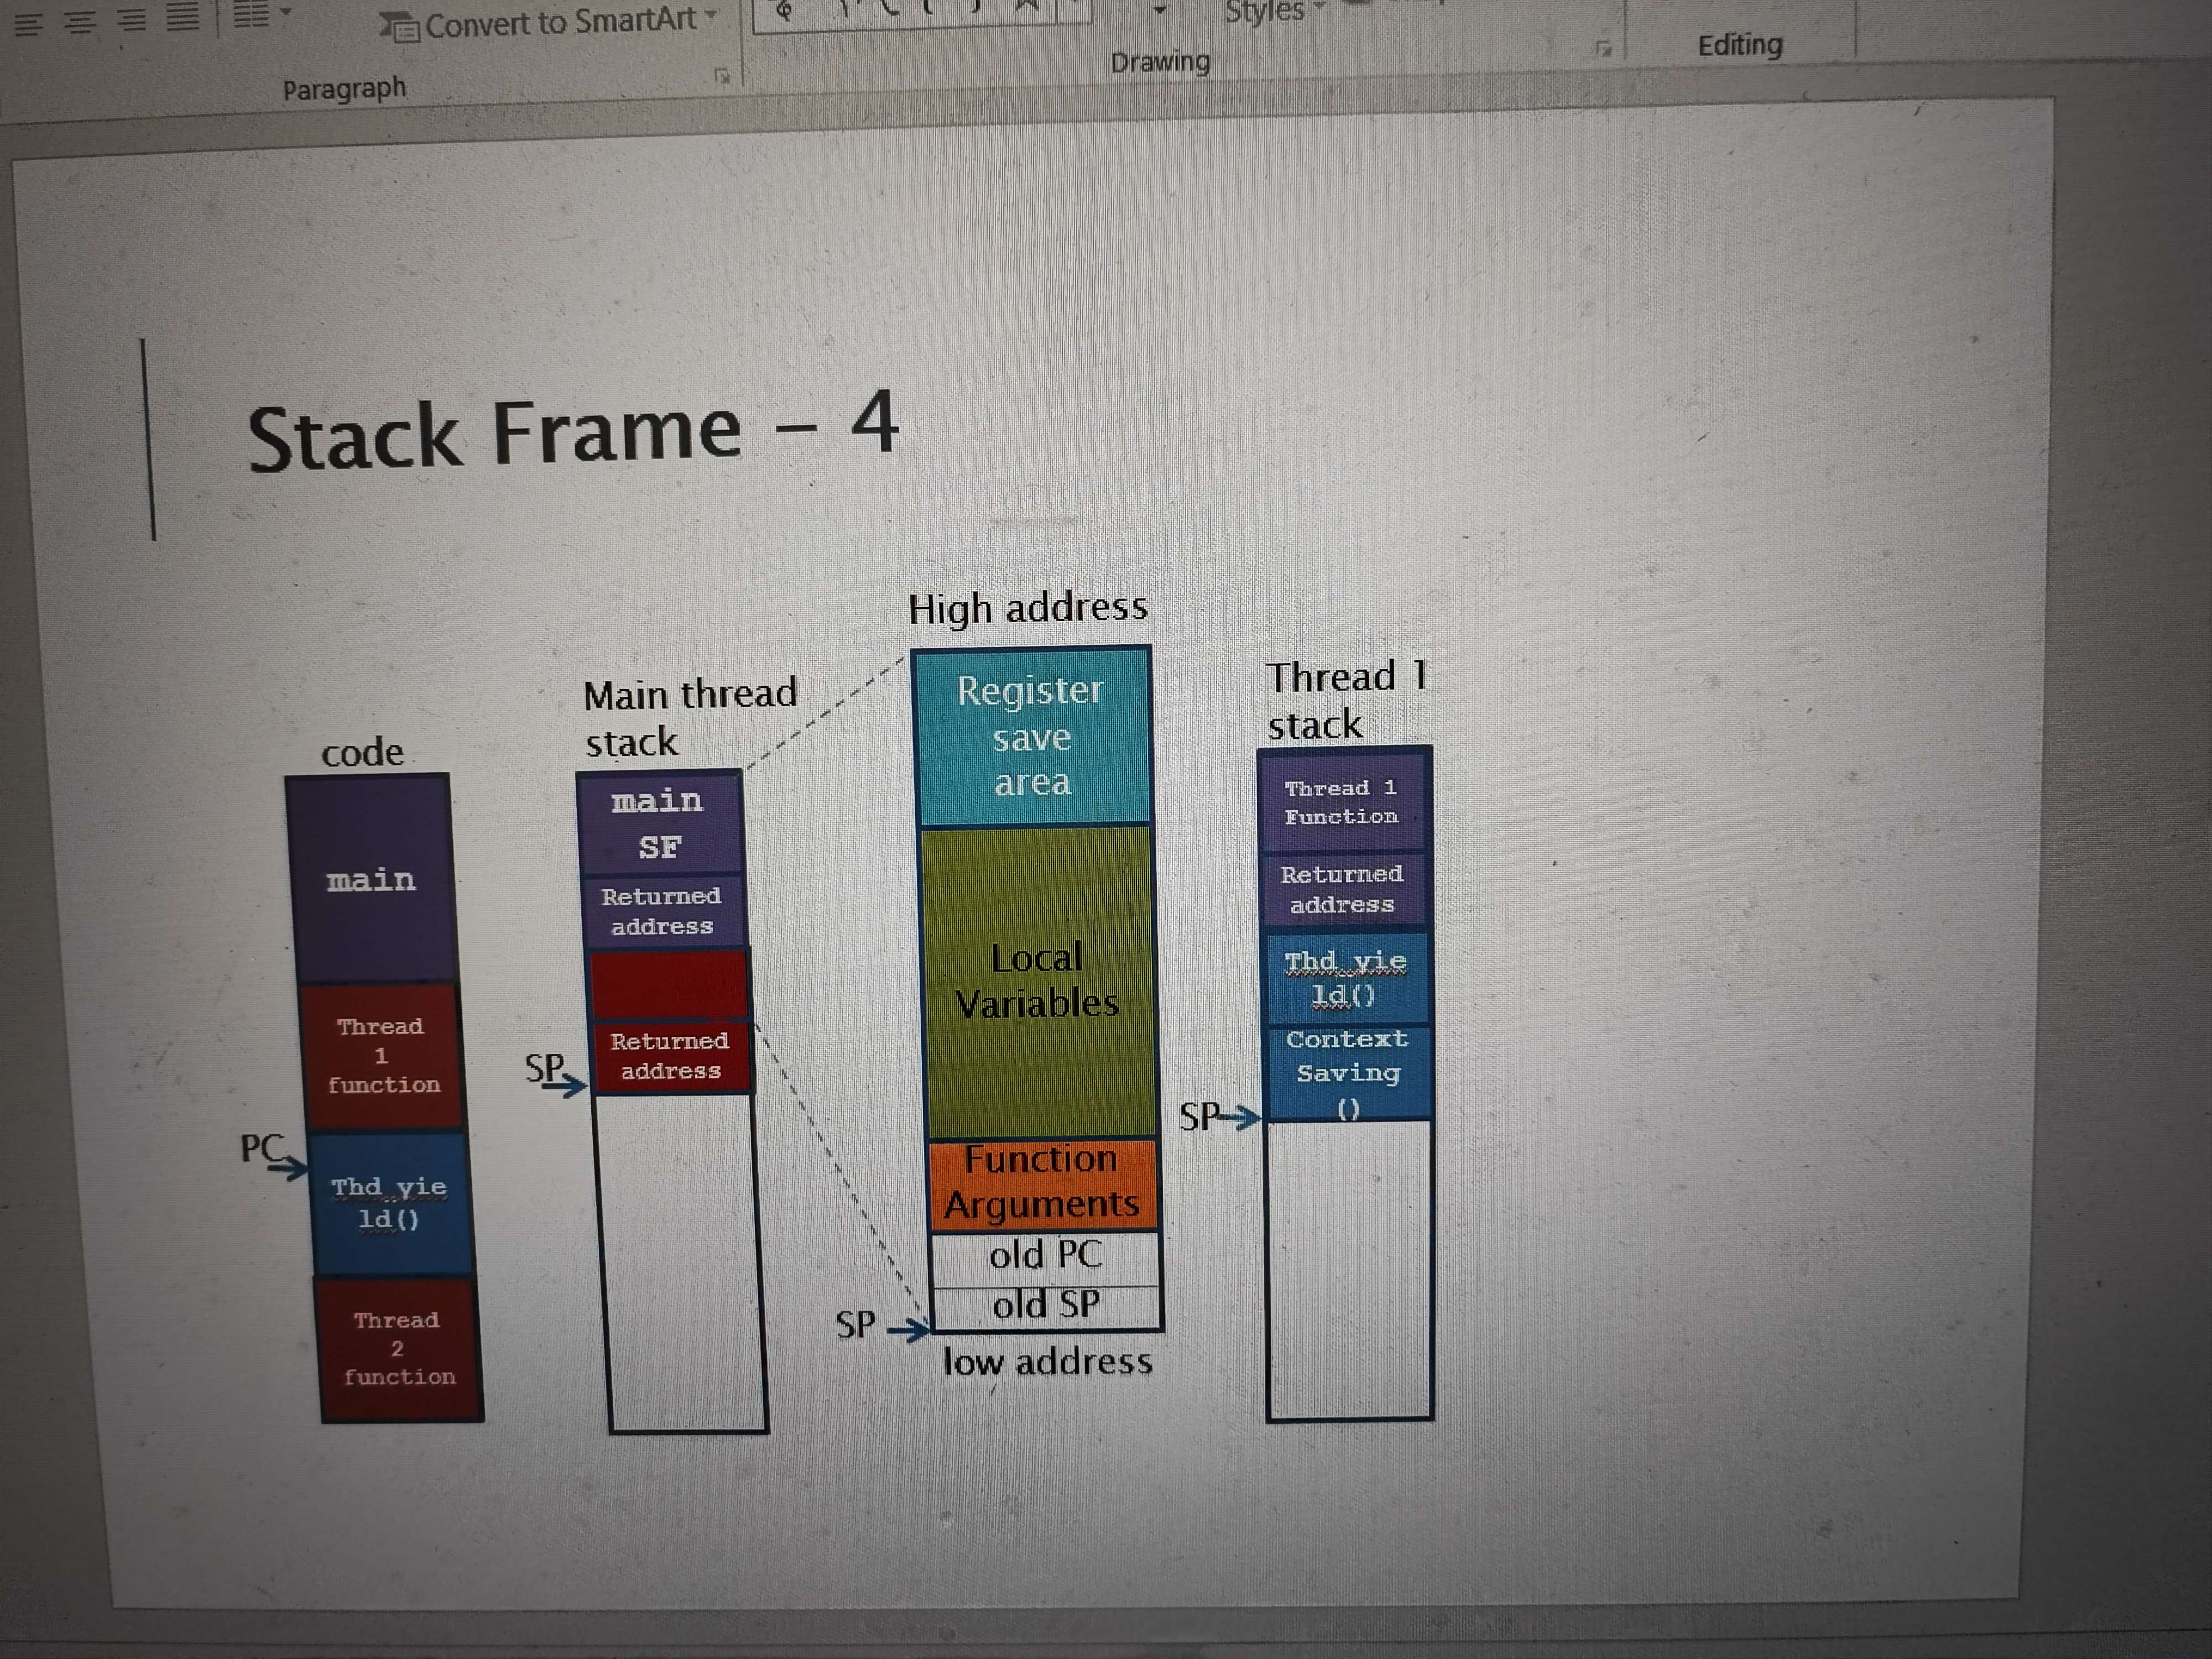 Convert to SmartArt
Styles
Paragraph
Drawing
Editing
Stack Frame – 4
code
main
Thread
1
function
PC
Thd_yie
ld()
Thread
2
function
Main thread
stack
main
SF
Returned
address
Returned
address
SP
High address
Register
save
area
Local
Variables
Function
Arguments
old PC
old SP
SP
low address
Thread 1
stack
Thread 1
Function
Returned
address
Thd_yie
ld()
Context
Saving
()
SP